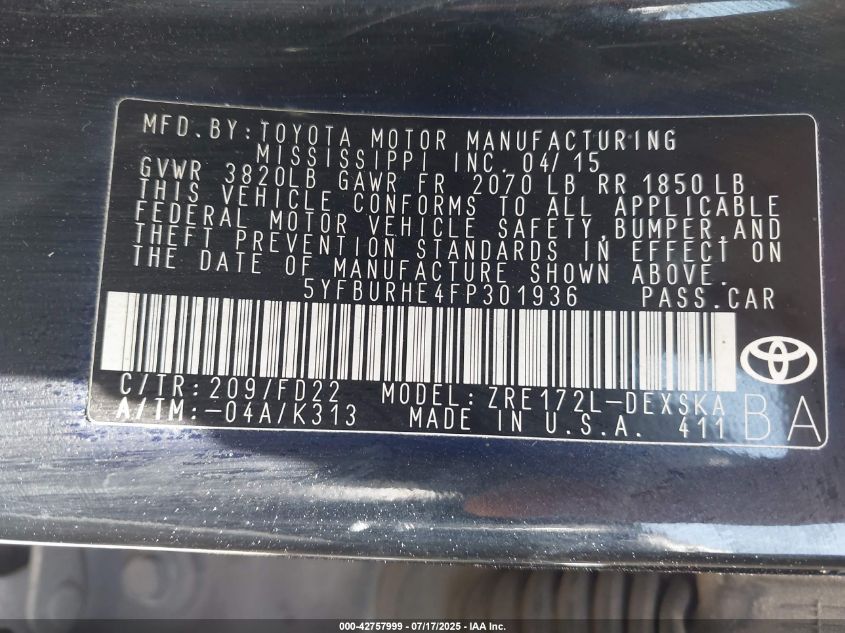 MFD.BY:TOYOTA MOTOR MANUFACTURING
MISSISSIPPI INC. 04/15
GVWR 3820LB GAWR FR 2070 LB RR 1850 LB
THIS VEHICLE CONFORMS TO ALL APPLICABLE
FEDERAL MOTOR VEHICLE SAFETY,BUMPER,AND
THEFT PREVENTION STANDARDS IN EFFECT ON
THE DATE OF MANUFACTURE SHOWN ABOVE.
5YFBURHE4FP301936 PASS.CAR
C/TR:209/FD22 MODEL:ZRE172L-DEXSKA
A/TM:-04A/K313 MADE IN U.S.A. 411 BA
000-42757999 / 07/17/2025 - IAA Inc.